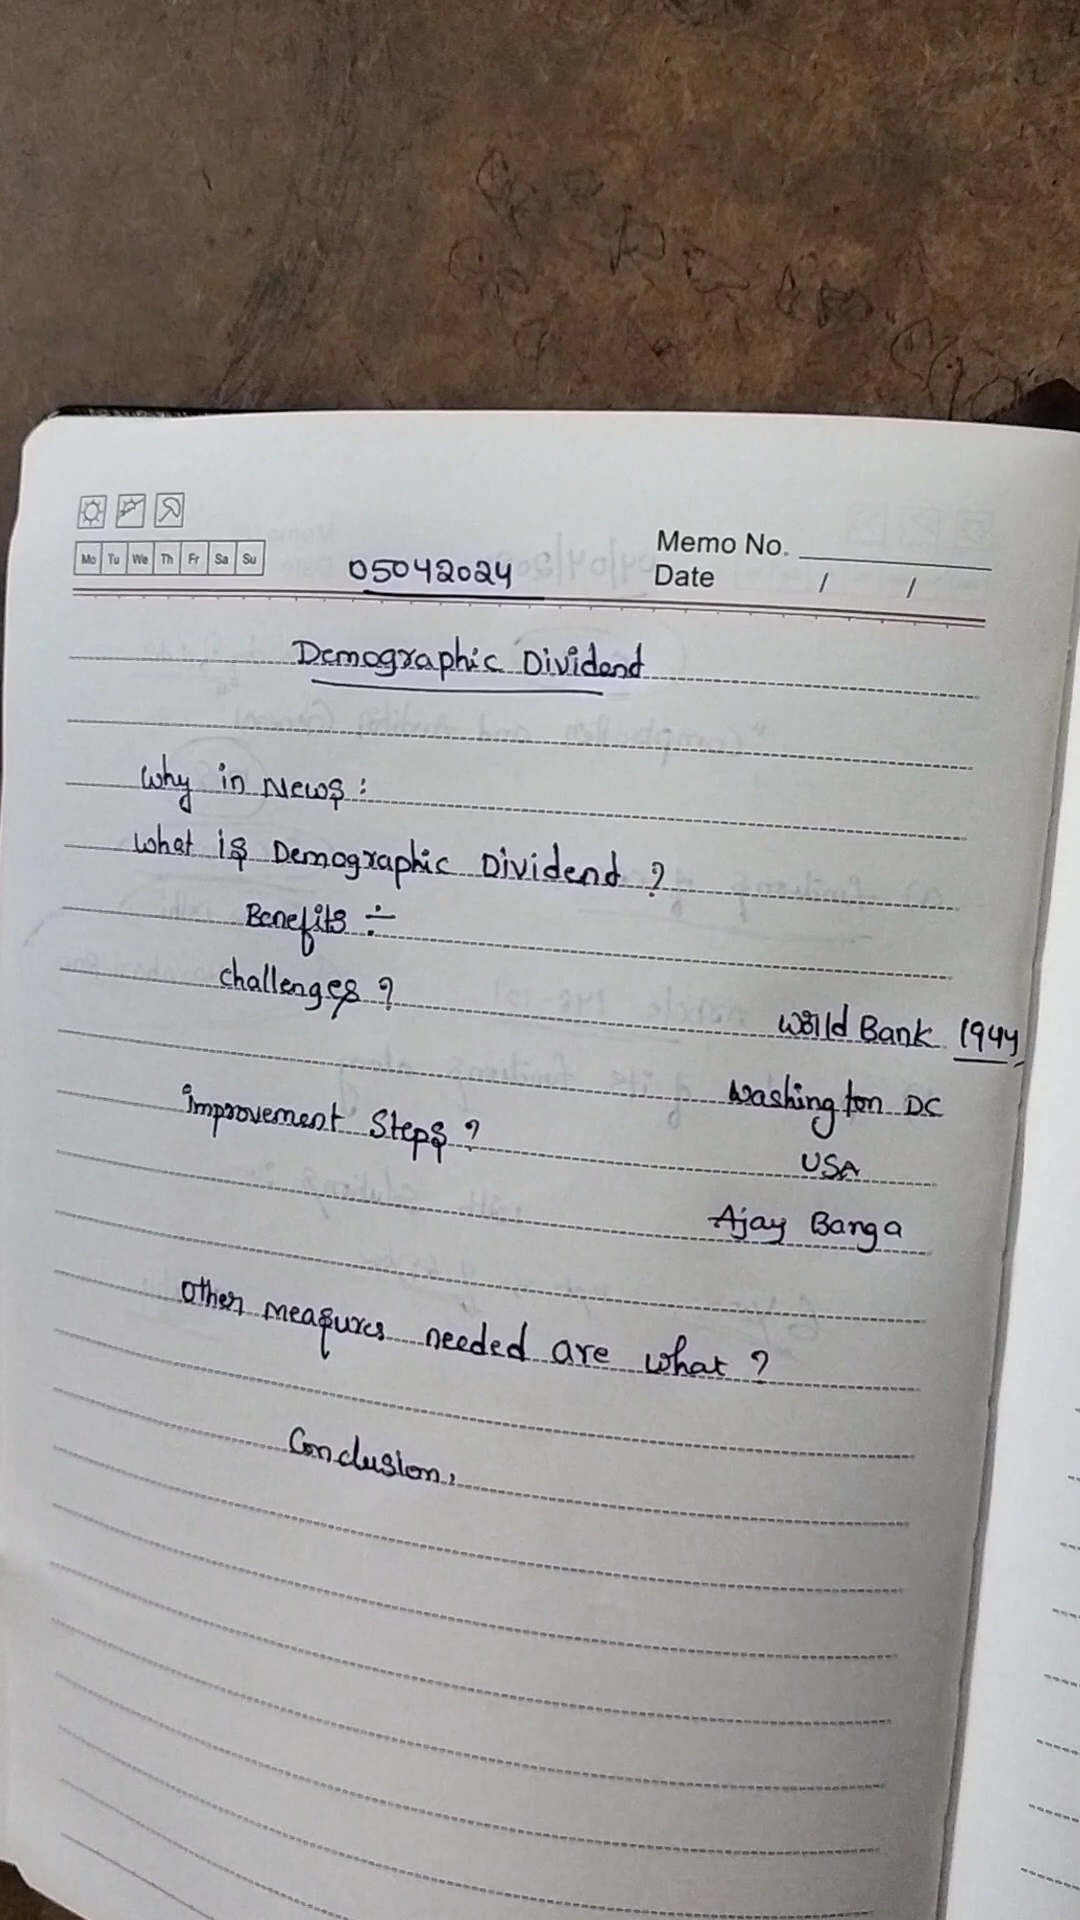 Mo Tu We Th Fr Sa Su
05042024
Memo No.
Date / /
Demographic Dividend
Why in News :
What is Demographic Dividend ?
Benefits ÷
Challenges ?
World Bank 1944
Washington DC
USA
Ajay Banga
Improvement Steps ?
Other measures needed are what ?
Conclusion,